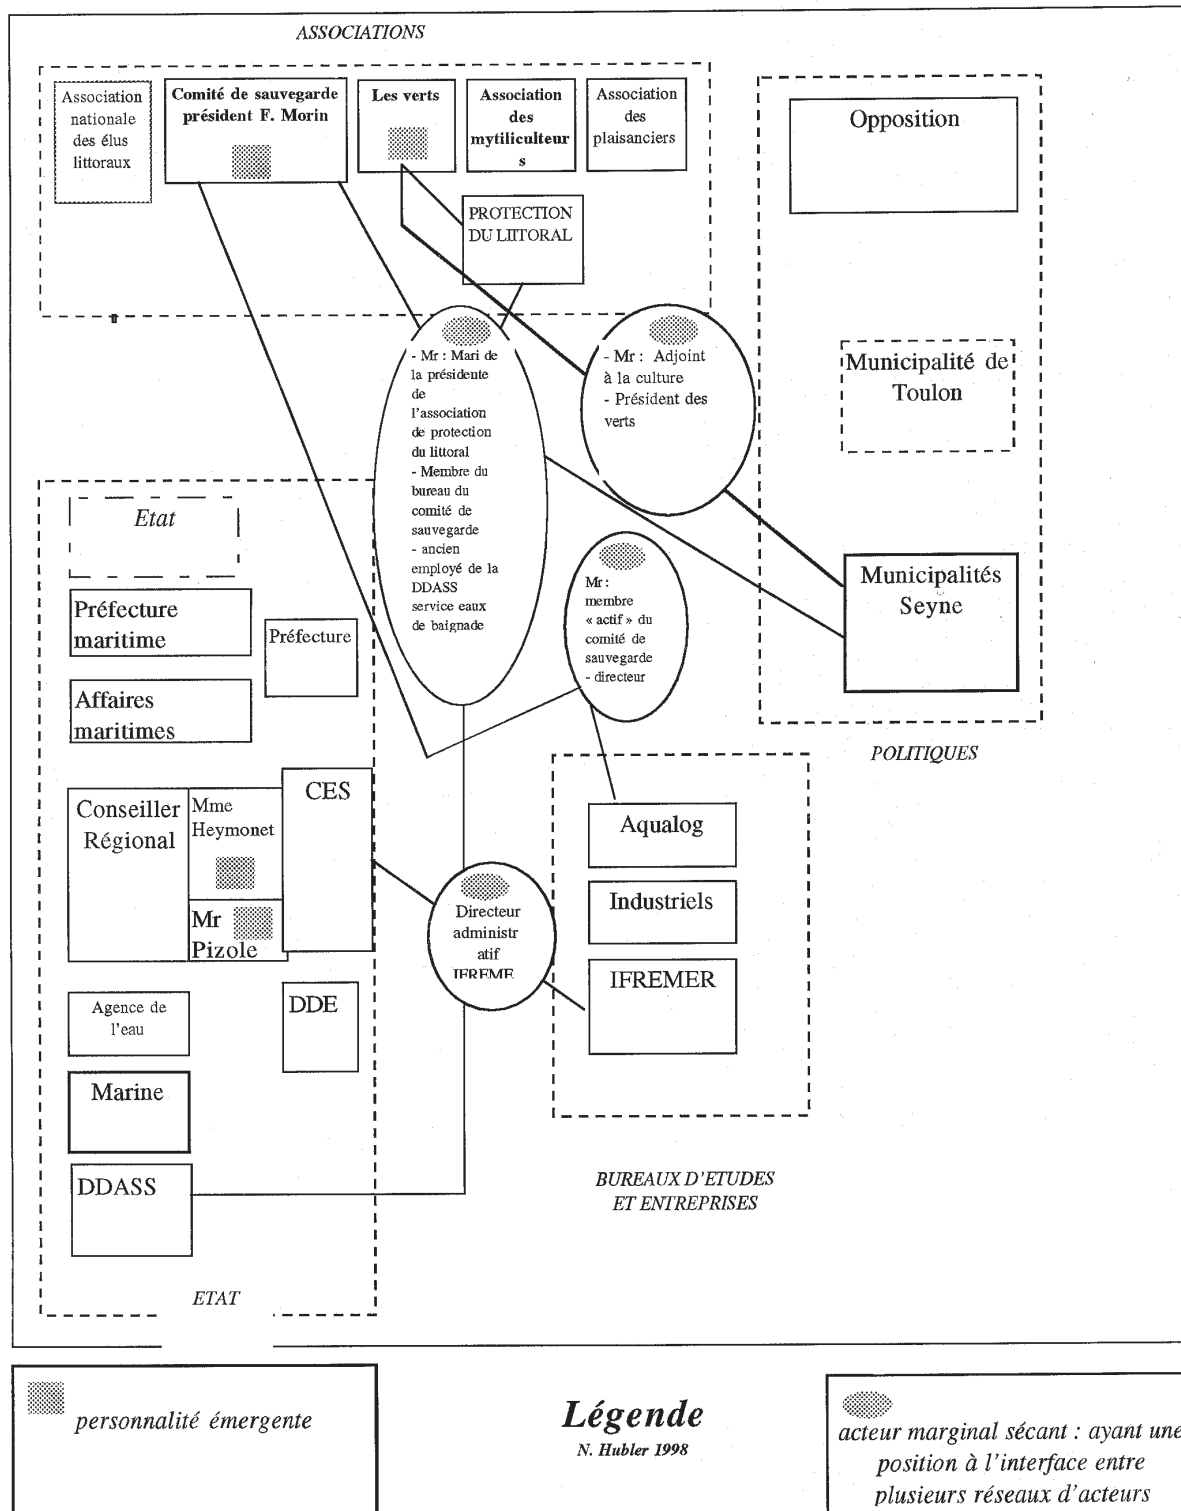 ASSOCIATIONS
Association
nationale
des élus
littoraux
Comité de sauvegarde
président F. Morin
Les verts
Association
des
mytiliculteur
s
Association
des
plaisanciers
PROTECTION
DU LIITORAL
Opposition
Municipalité de
Toulon
Municipalités
Seyne
POLITIQUES
- Mr : Mari de
la présidente
de
l'association
de protection
du littoral
- Membre du
bureau du
comité de
sauvegarde
- ancien
employé de la
DDASS
service eaux
de baignade
- Mr : Adjoint
à la culture
- Président des
verts
Mr :
membre
« actif » du
comité de
sauvegarde
- directeur
Etat
Préfecture
maritime
Préfecture
Affaires
maritimes
Conseiller
Régional
Mme
Heymonet
Mr
Pizole
CES
Agence de
l'eau
DDE
Marine
DDASS
ETAT
Directeur
administr
atif
IFREME
Aqualog
Industriels
IFREMER
BUREAUX D'ETUDES
ET ENTREPRISES
personnalité émergente
Légende
N. Hubler 1998
acteur marginal sécant : ayant une
position à l'interface entre
plusieurs réseaux d'acteurs